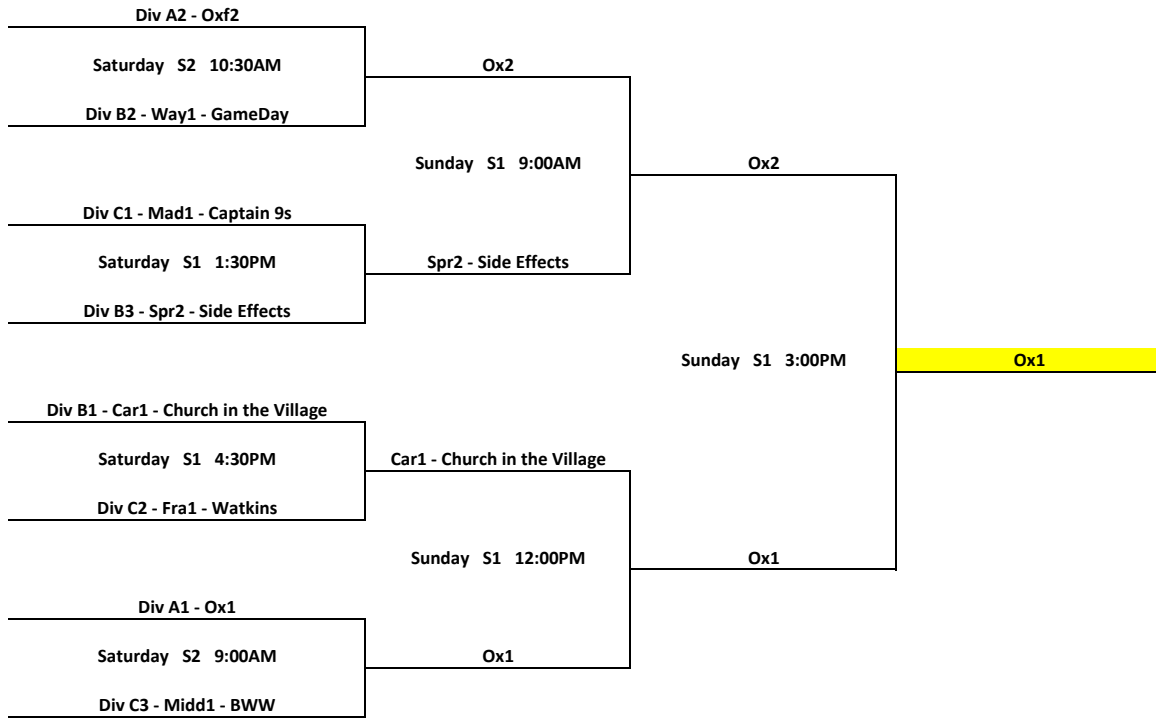 Div A2 - Oxf2
Saturday S2 10:30AM
Ox2
Div B2 - Way1 - GameDay
Sunday S1 9:00AM
Ox2
Div C1 - Mad1 - Captain 9s
Saturday S1 1:30PM
Spr2 - Side Effects
Div B3 - Spr2 - Side Effects
Sunday S1 3:00PM
Ox1
Div B1 - Car1 - Church in the Village
Saturday S1 4:30PM
Car1 - Church in the Village
Div C2 - Fra1 - Watkins
Sunday S1 12:00PM
Ox1
Div A1 - Ox1
Saturday S2 9:00AM
Ox1
Div C3 - Midd1 - BWW